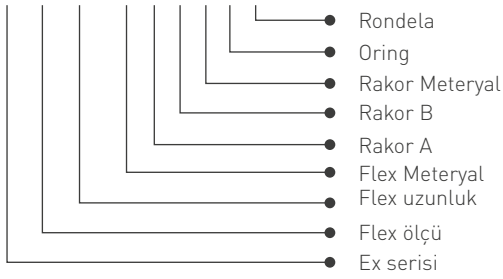 Rondela
Oring
Rakor Meteryal
Rakor B
Rakor A
Flex Meteryal
Flex uzunluk
Flex ölçü
Ex serisi